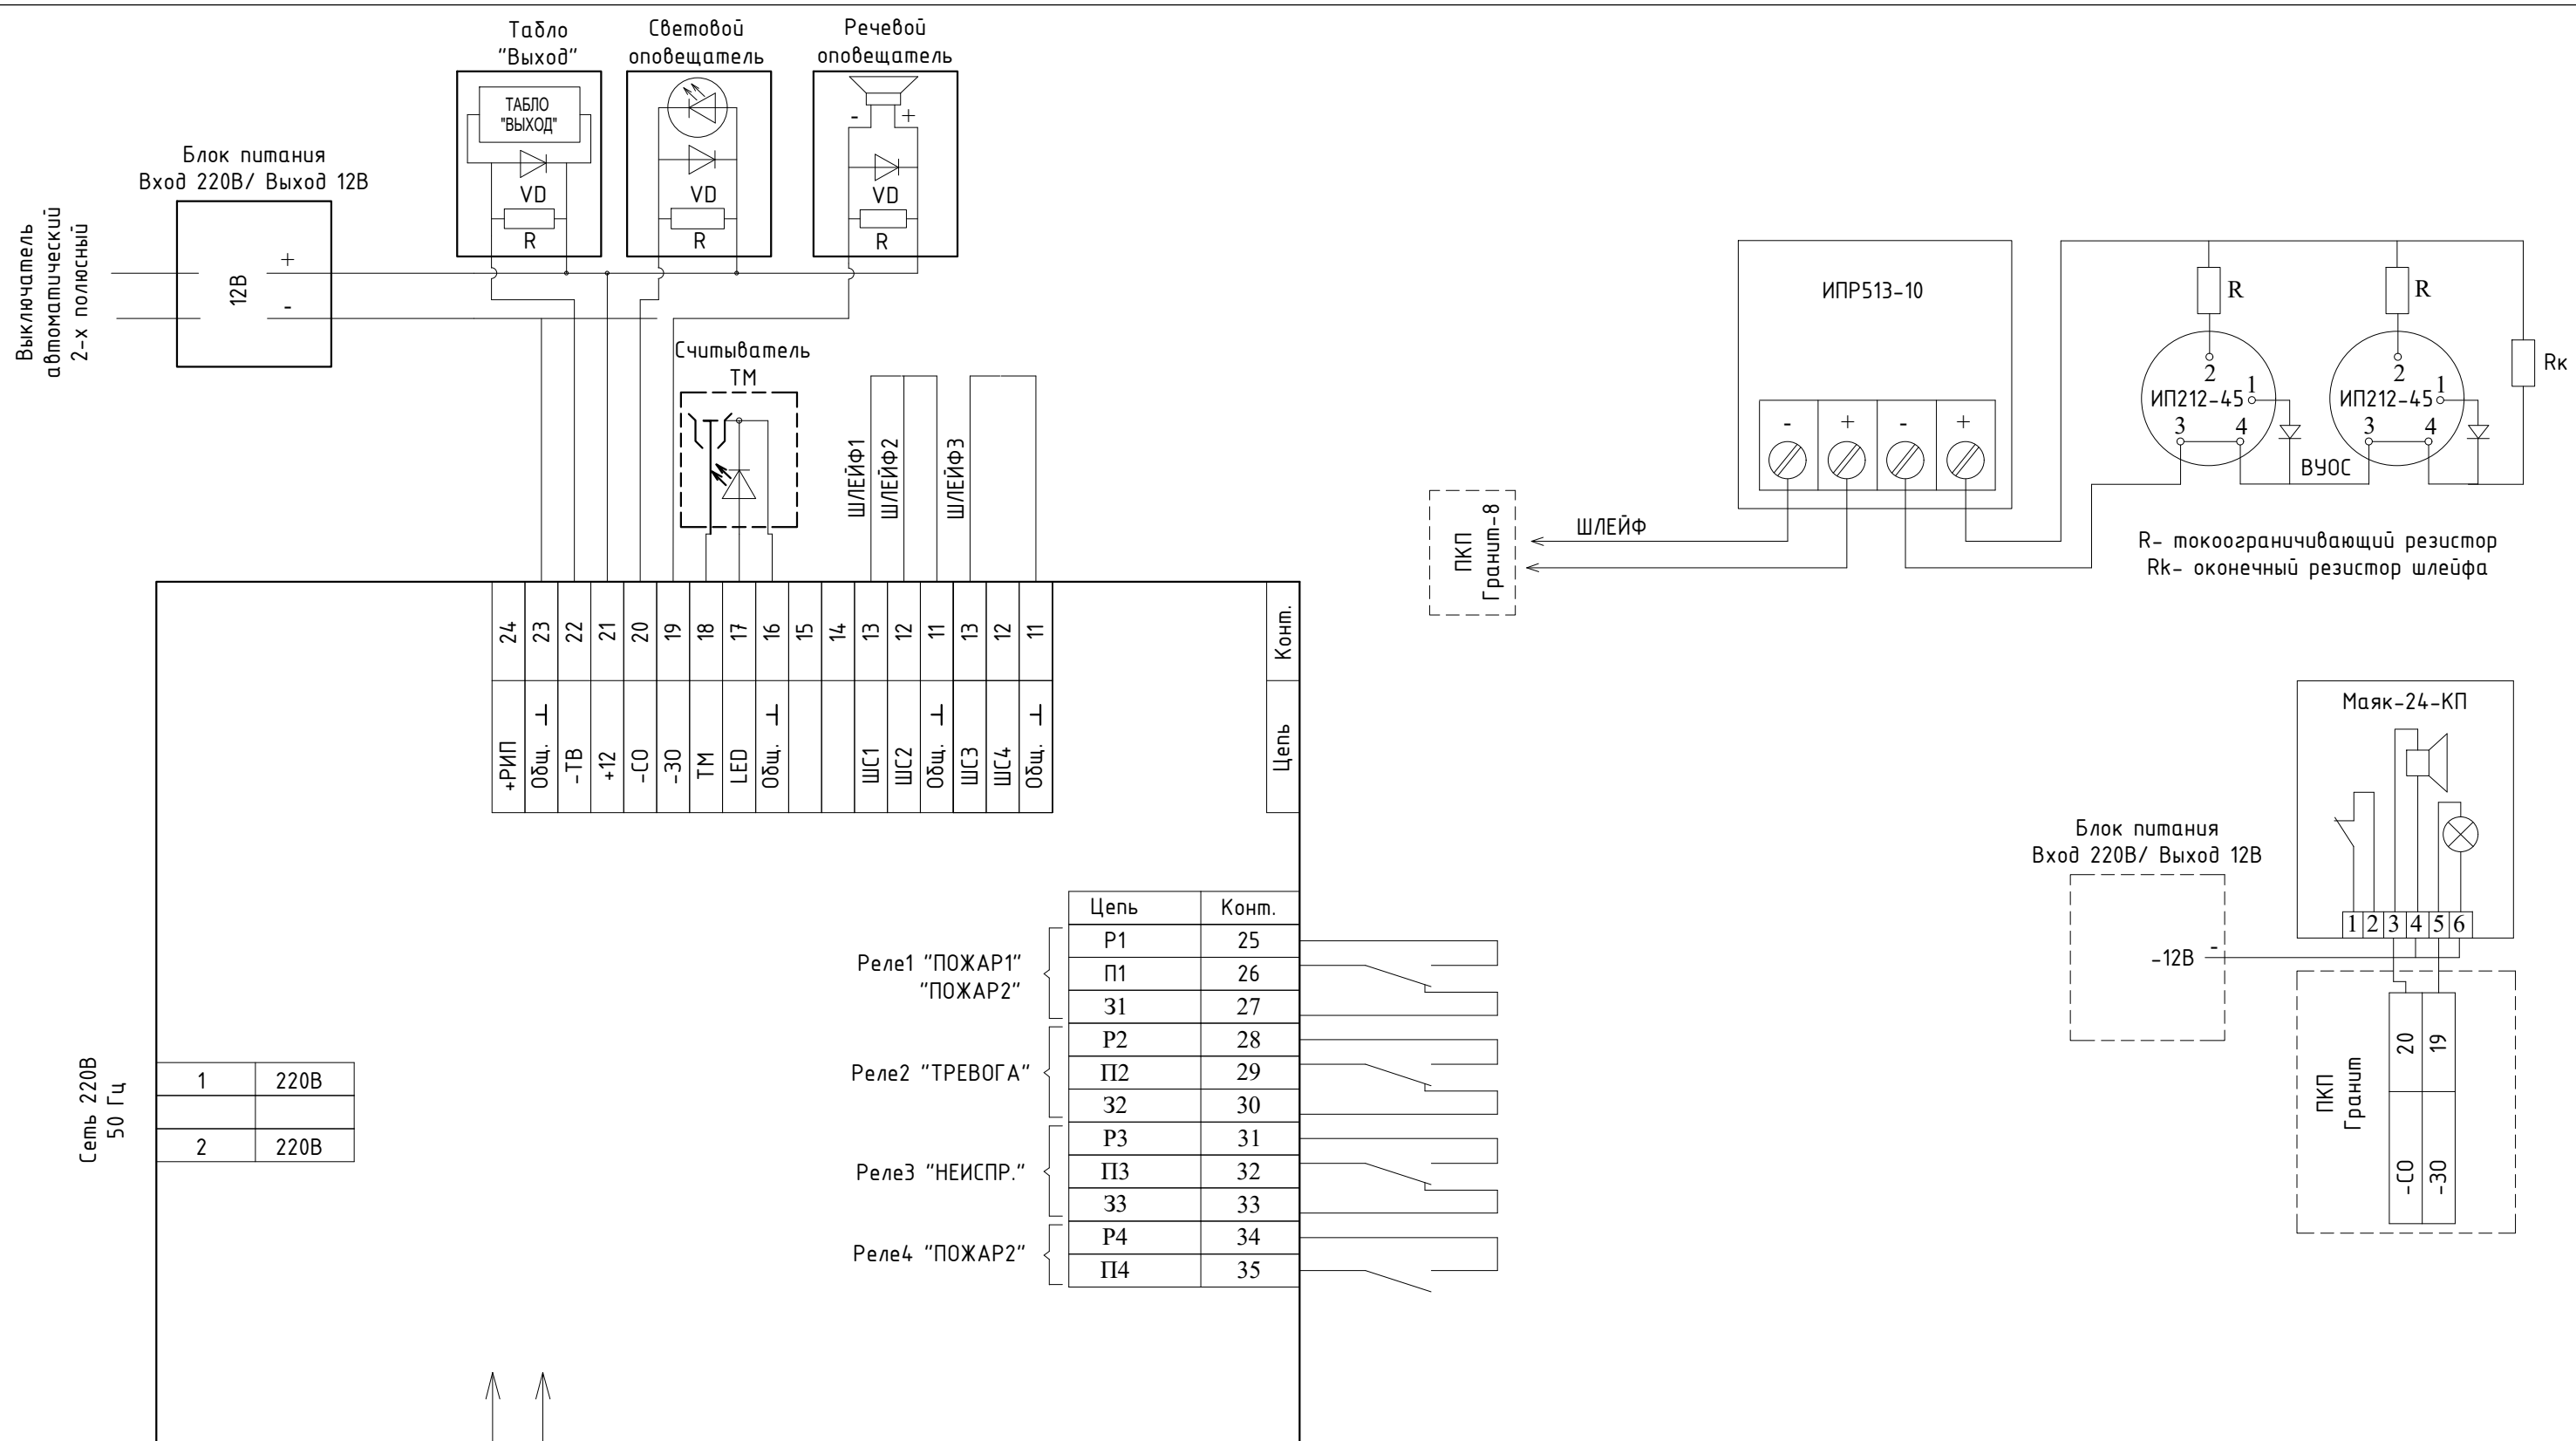 Табло
"Выход"
Световой
оповещатель
Речевой
оповещатель
ТАБЛО
"ВЫХОД"
VD
R
VD
R
-
+
VD
R
Блок питания
Вход 220В/ Выход 12В
Выключатель
автоматический
2-х полюсный
12В
+
-
Считыватель
ТМ
ШЛЕЙФ1
ШЛЕЙФ2
ШЛЕЙФ3
24
23
22
21
20
19
18
17
16
15
14
13
12
11
13
12
11
Конт.
+РИП
Общ. ⊥
-ТВ
+12
-СО
-ЗО
ТМ
LED
Общ. ⊥
ШС1
ШС2
Общ. ⊥
ШС3
ШС4
Общ. ⊥
Цепь
Цепь Конт.
Р1 25
П1 26
З1 27
Р2 28
П2 29
З2 30
Р3 31
П3 32
З3 33
Р4 34
П4 35
Реле1 "ПОЖАР1"
"ПОЖАР2"
Реле2 "ТРЕВОГА"
Реле3 "НЕИСПР."
Реле4 "ПОЖАР2"
Сеть 220В
50 Гц
1 220В
2 220В
ИПР513-10
- + - +
ПКП
Гранит-8
ШЛЕЙФ
R
R
Rк
2
ИП212-45
1
3 4
2
ИП212-45
1
3 4
ВУОС
R- токоограничивающий резистор
Rk- оконечный резистор шлейфа
Маяк-24-КП
1 2 3 4 5 6
Блок питания
Вход 220В/ Выход 12В
-12В
-
ПКП
Гранит
20
19
-СО
-ЗО